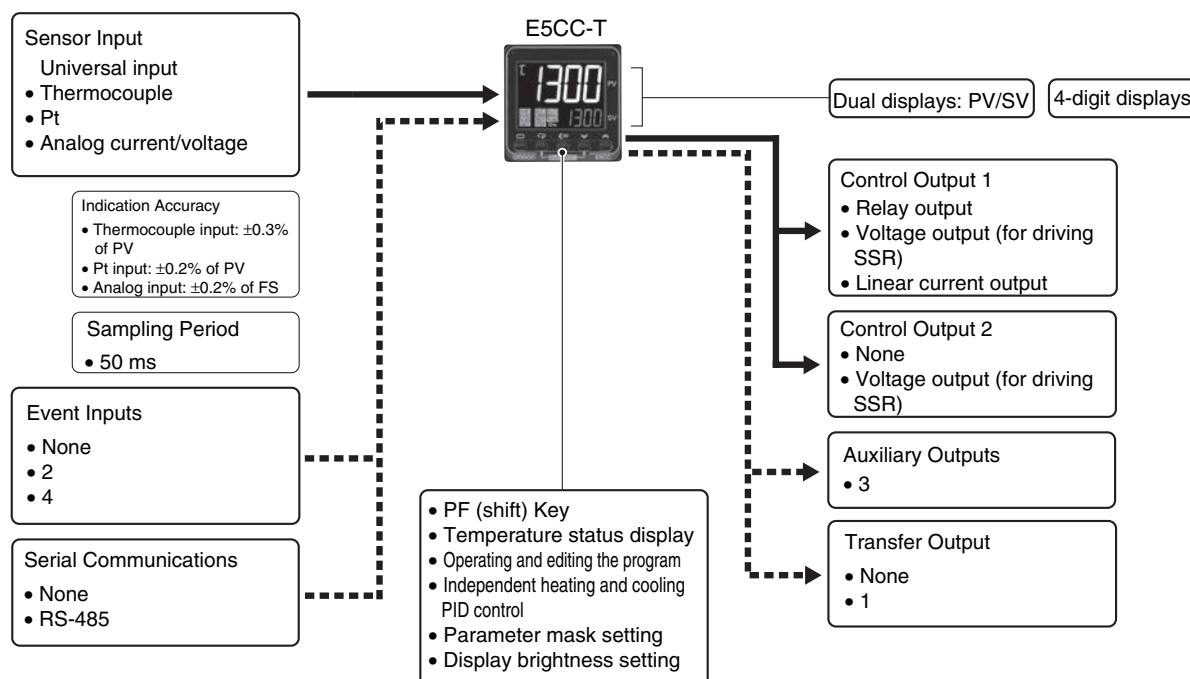 Sensor Input
Universal input
• Thermocouple
• Pt
• Analog current/voltage
Indication Accuracy
• Thermocouple input: ±0.3%
of PV
• Pt input: ±0.2% of PV
• Analog input: ±0.2% of FS
Sampling Period
• 50 ms
Event Inputs
• None
• 2
• 4
Serial Communications
• None
• RS-485
E5CC-T
1300
PV
1300
SV
E5CC
• PF (shift) Key
• Temperature status display
• Operating and editing the program
• Independent heating and cooling
PID control
• Parameter mask setting
• Display brightness setting
Dual displays: PV/SV
4-digit displays
Control Output 1
• Relay output
• Voltage output (for driving
SSR)
• Linear current output
Control Output 2
• None
• Voltage output (for driving
SSR)
Auxiliary Outputs
• 3
Transfer Output
• None
• 1